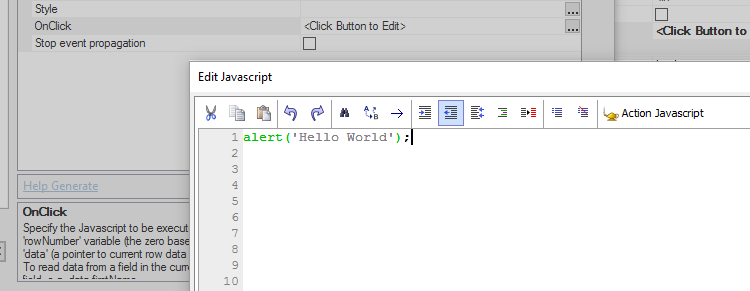 Style
...
OnClick
<Click Button to Edit>
...
Stop event propagation
<Click Button to
Edit Javascript
A
B
Action Javascript
1 alert('Hello World');
2
3
4
5
6
7
8
9
10
Help Generate
OnClick
Specify the Javascript to be execut
'rowNumber' variable (the zero base
'data' (a pointer to current row data
To read data from a field in the curre